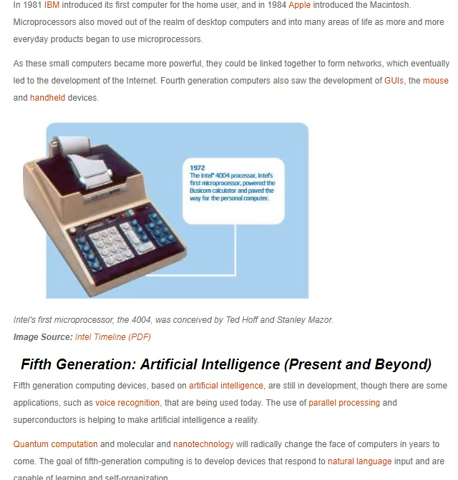 In 1981 IBM introduced its first computer for the home user, and in 1984 Apple introduced the Macintosh.
Microprocessors also moved out of the realm of desktop computers and into many areas of life as more and more
everyday products began to use microprocessors.
As these small computers became more powerful, they could be linked together to form networks, which eventually
led to the development of the Internet. Fourth generation computers also saw the development of GUIs, the mouse
and handheld devices.
1972
The Intel® 4004 processor, Intel's
first microprocessor, powered the
Busicom calculator and paved the
way for the personal computer.
Intel's first microprocessor, the 4004, was conceived by Ted Hoff and Stanley Mazor.
Image Source: Intel Timeline (PDF)
Fifth Generation: Artificial Intelligence (Present and Beyond)
Fifth generation computing devices, based on artificial intelligence, are still in development, though there are some
applications, such as voice recognition, that are being used today. The use of parallel processing and
superconductors is helping to make artificial intelligence a reality.
Quantum computation and molecular and nanotechnology will radically change the face of computers in years to
come. The goal of fifth-generation computing is to develop devices that respond to natural language input and are
capable of learning and self-organization.